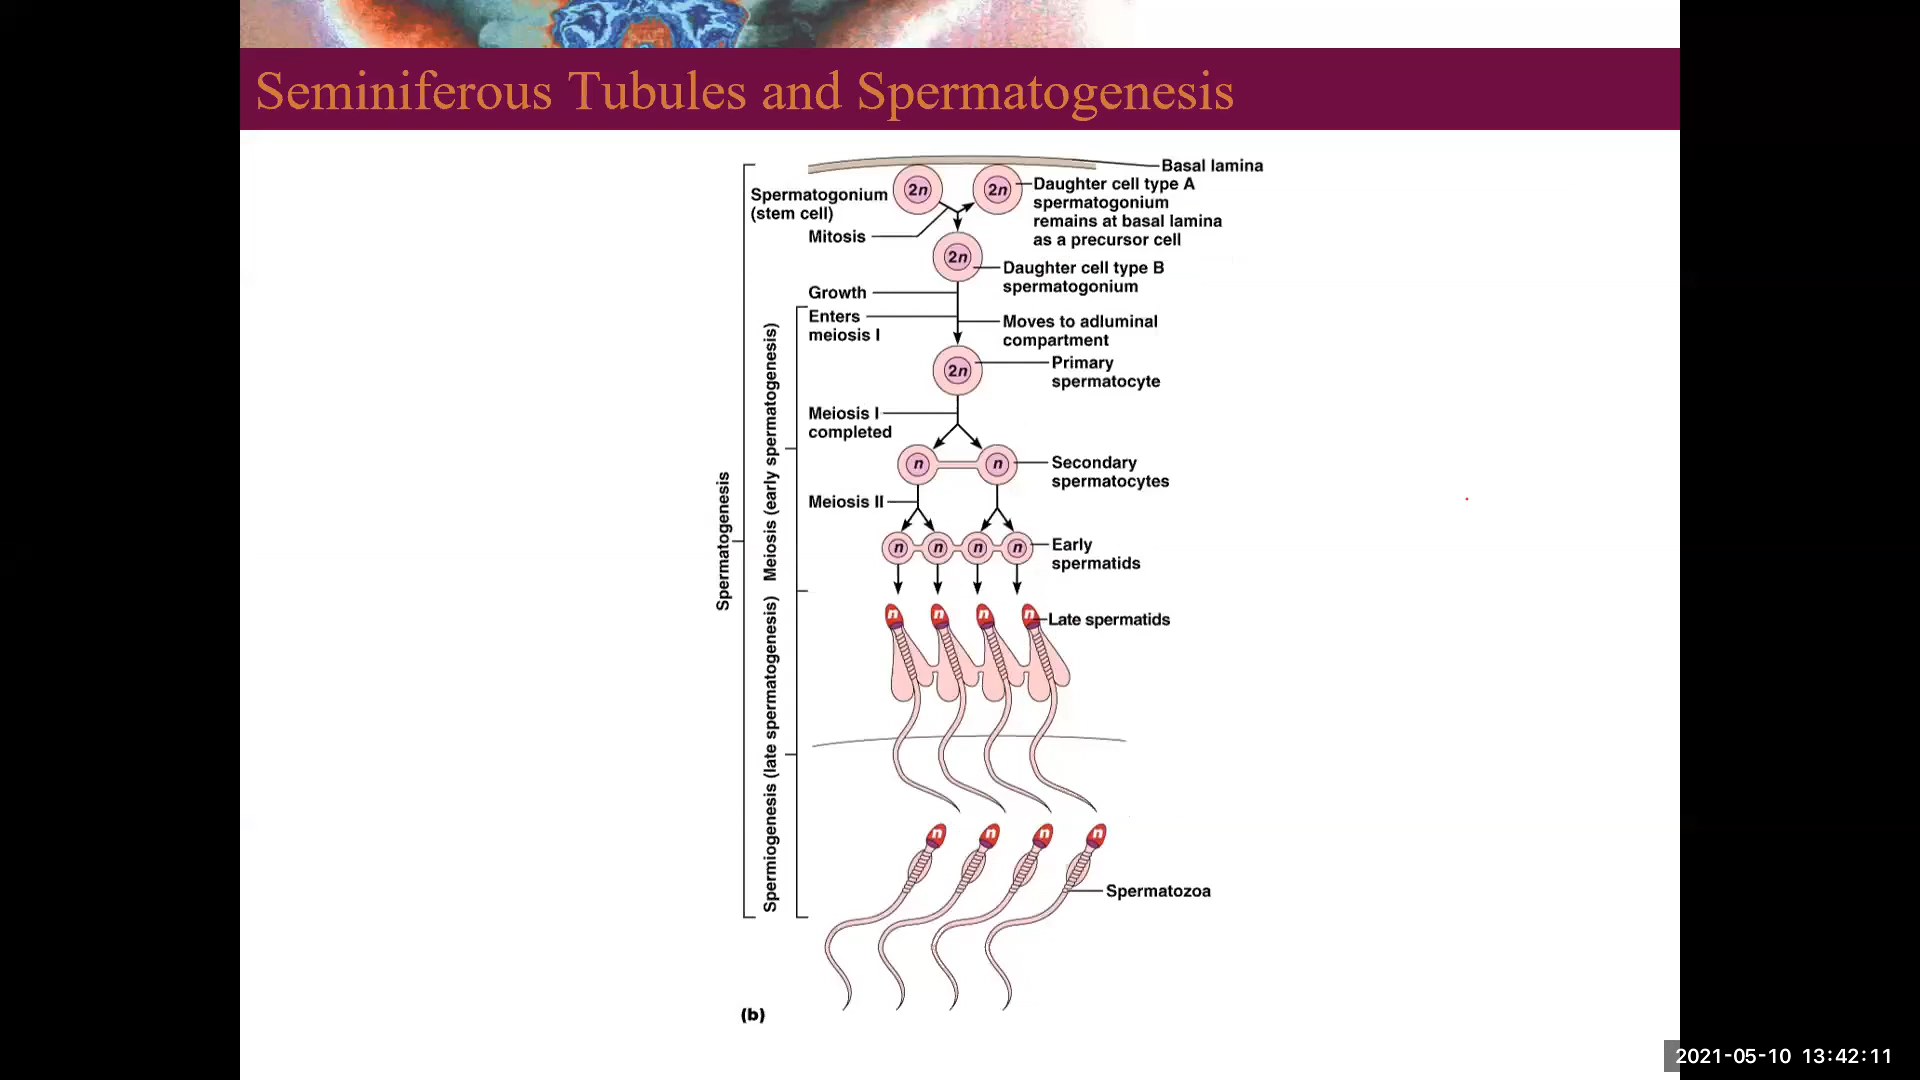 Seminiferous Tubules and Spermatogenesis
Basal lamina
Spermatogonium
(stem cell)
2n
2n
Daughter cell type A
spermatogonium
remains at basal lamina
as a precursor cell
Mitosis
2n
Daughter cell type B
spermatogonium
Growth
Enters
meiosis I
Moves to adluminal
compartment
2n
Primary
spermatocyte
Meiosis I
completed
n
n
Secondary
spermatocytes
Meiosis II
n
n
n
n
Early
spermatids
n
n
n
n
Late spermatids
n
n
n
n
Spermatozoa
Spermatogenesis
Meiosis (early spermatogenesis)
Spermiogenesis (late spermatogenesis)
(b)
2021-05-10 13:42:11